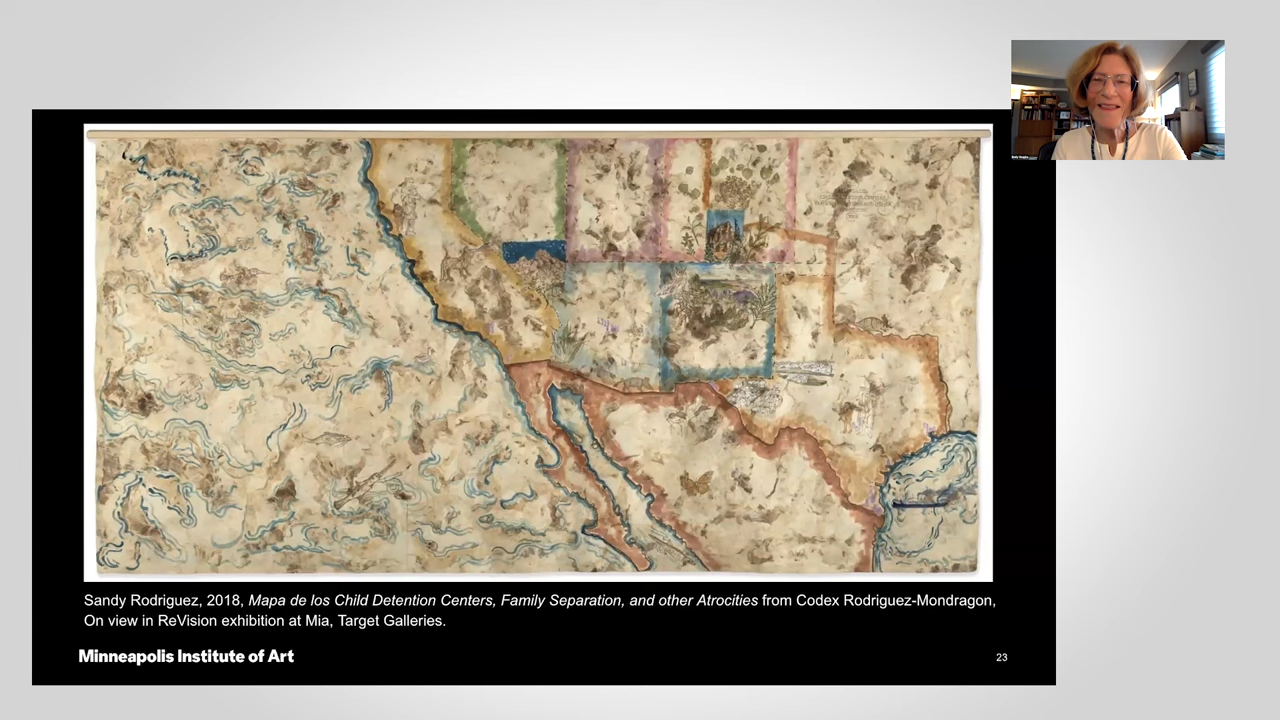 Sandy Rodriguez, 2018, Mapa de los Child Detention Centers, Family Separation, and other Atrocities from Codex Rodriguez-Mondragon,
On view in ReVision exhibition at Mia, Target Galleries.
Minneapolis Institute of Art
23